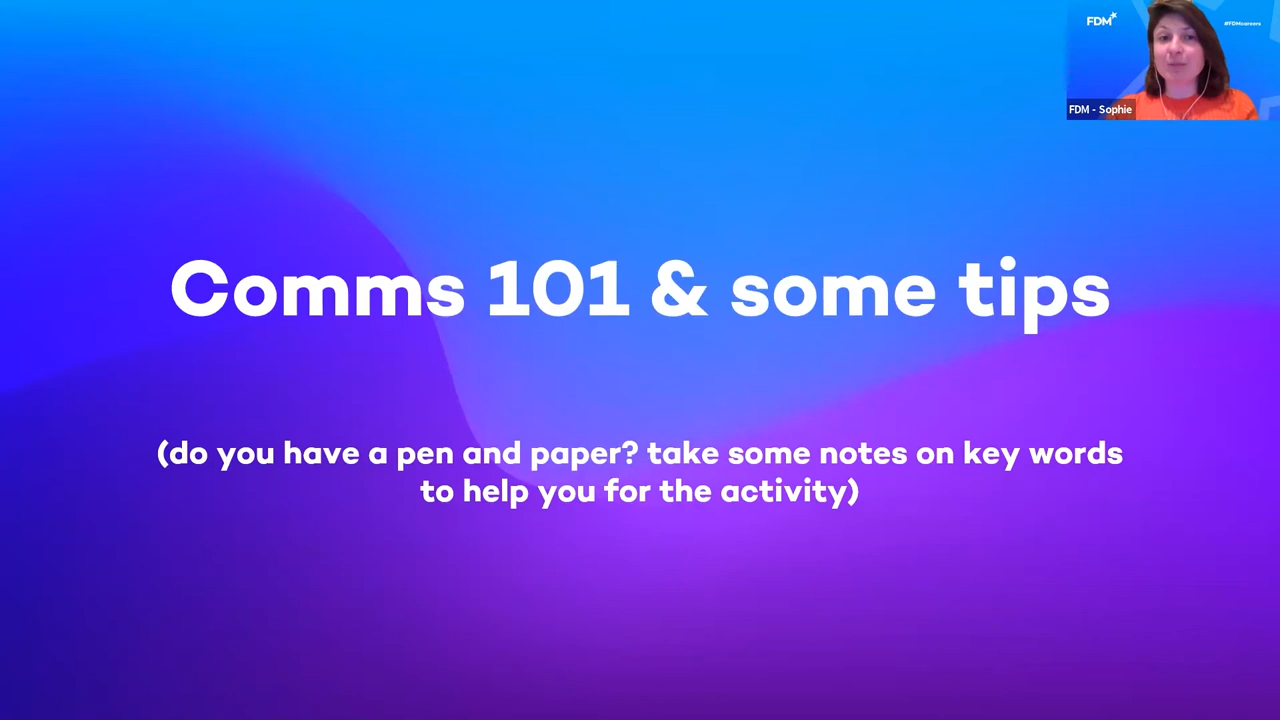 FDM
#FDMcareers
FDM - Sophie
Comms 101 & some tips
(do you have a pen and paper? take some notes on key words
to help you for the activity)